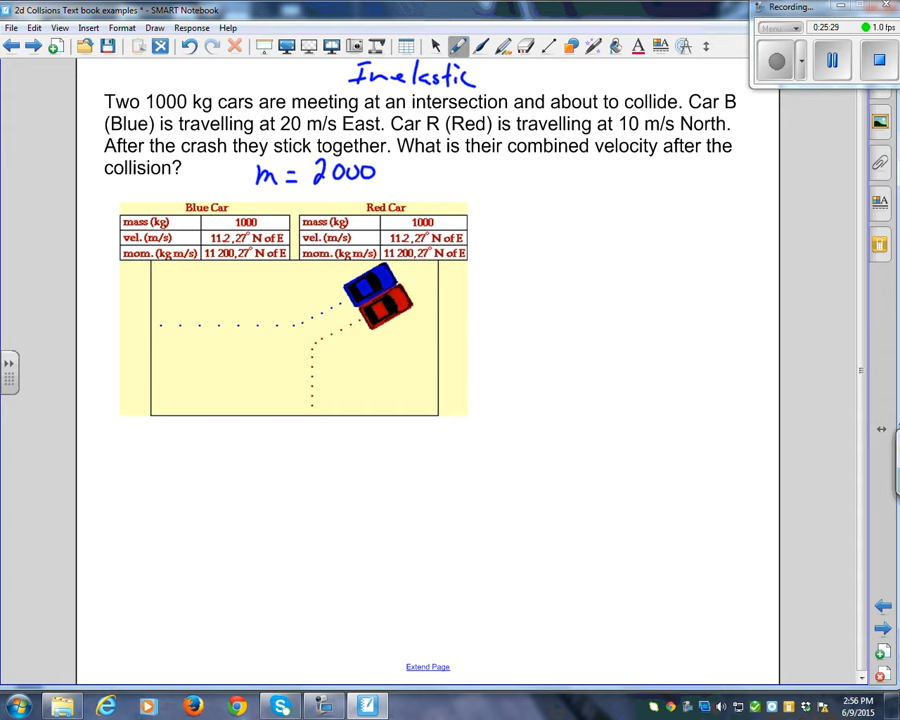 2d Collsions Text book examples * - SMART Notebook
Recording...
File Edit View Insert Format Draw Response Help
Menu
0:25:29
1.0 fps
Inelastic
Two 1000 kg cars are meeting at an intersection and about to collide. Car B
(Blue) is travelling at 20 m/s East. Car R (Red) is travelling at 10 m/s North.
After the crash they stick together. What is their combined velocity after the
collision?
m = 2000
Blue Car Red Car
mass (kg) 1000 mass (kg) 1000
vel. (m/s) 11.2, 27° N of E vel. (m/s) 11.2, 27° N of E
mom. (kg m/s) 11 200, 27° N of E mom. (kg m/s) 11 200, 27° N of E
Extend Page
2:56 PM
6/9/2015